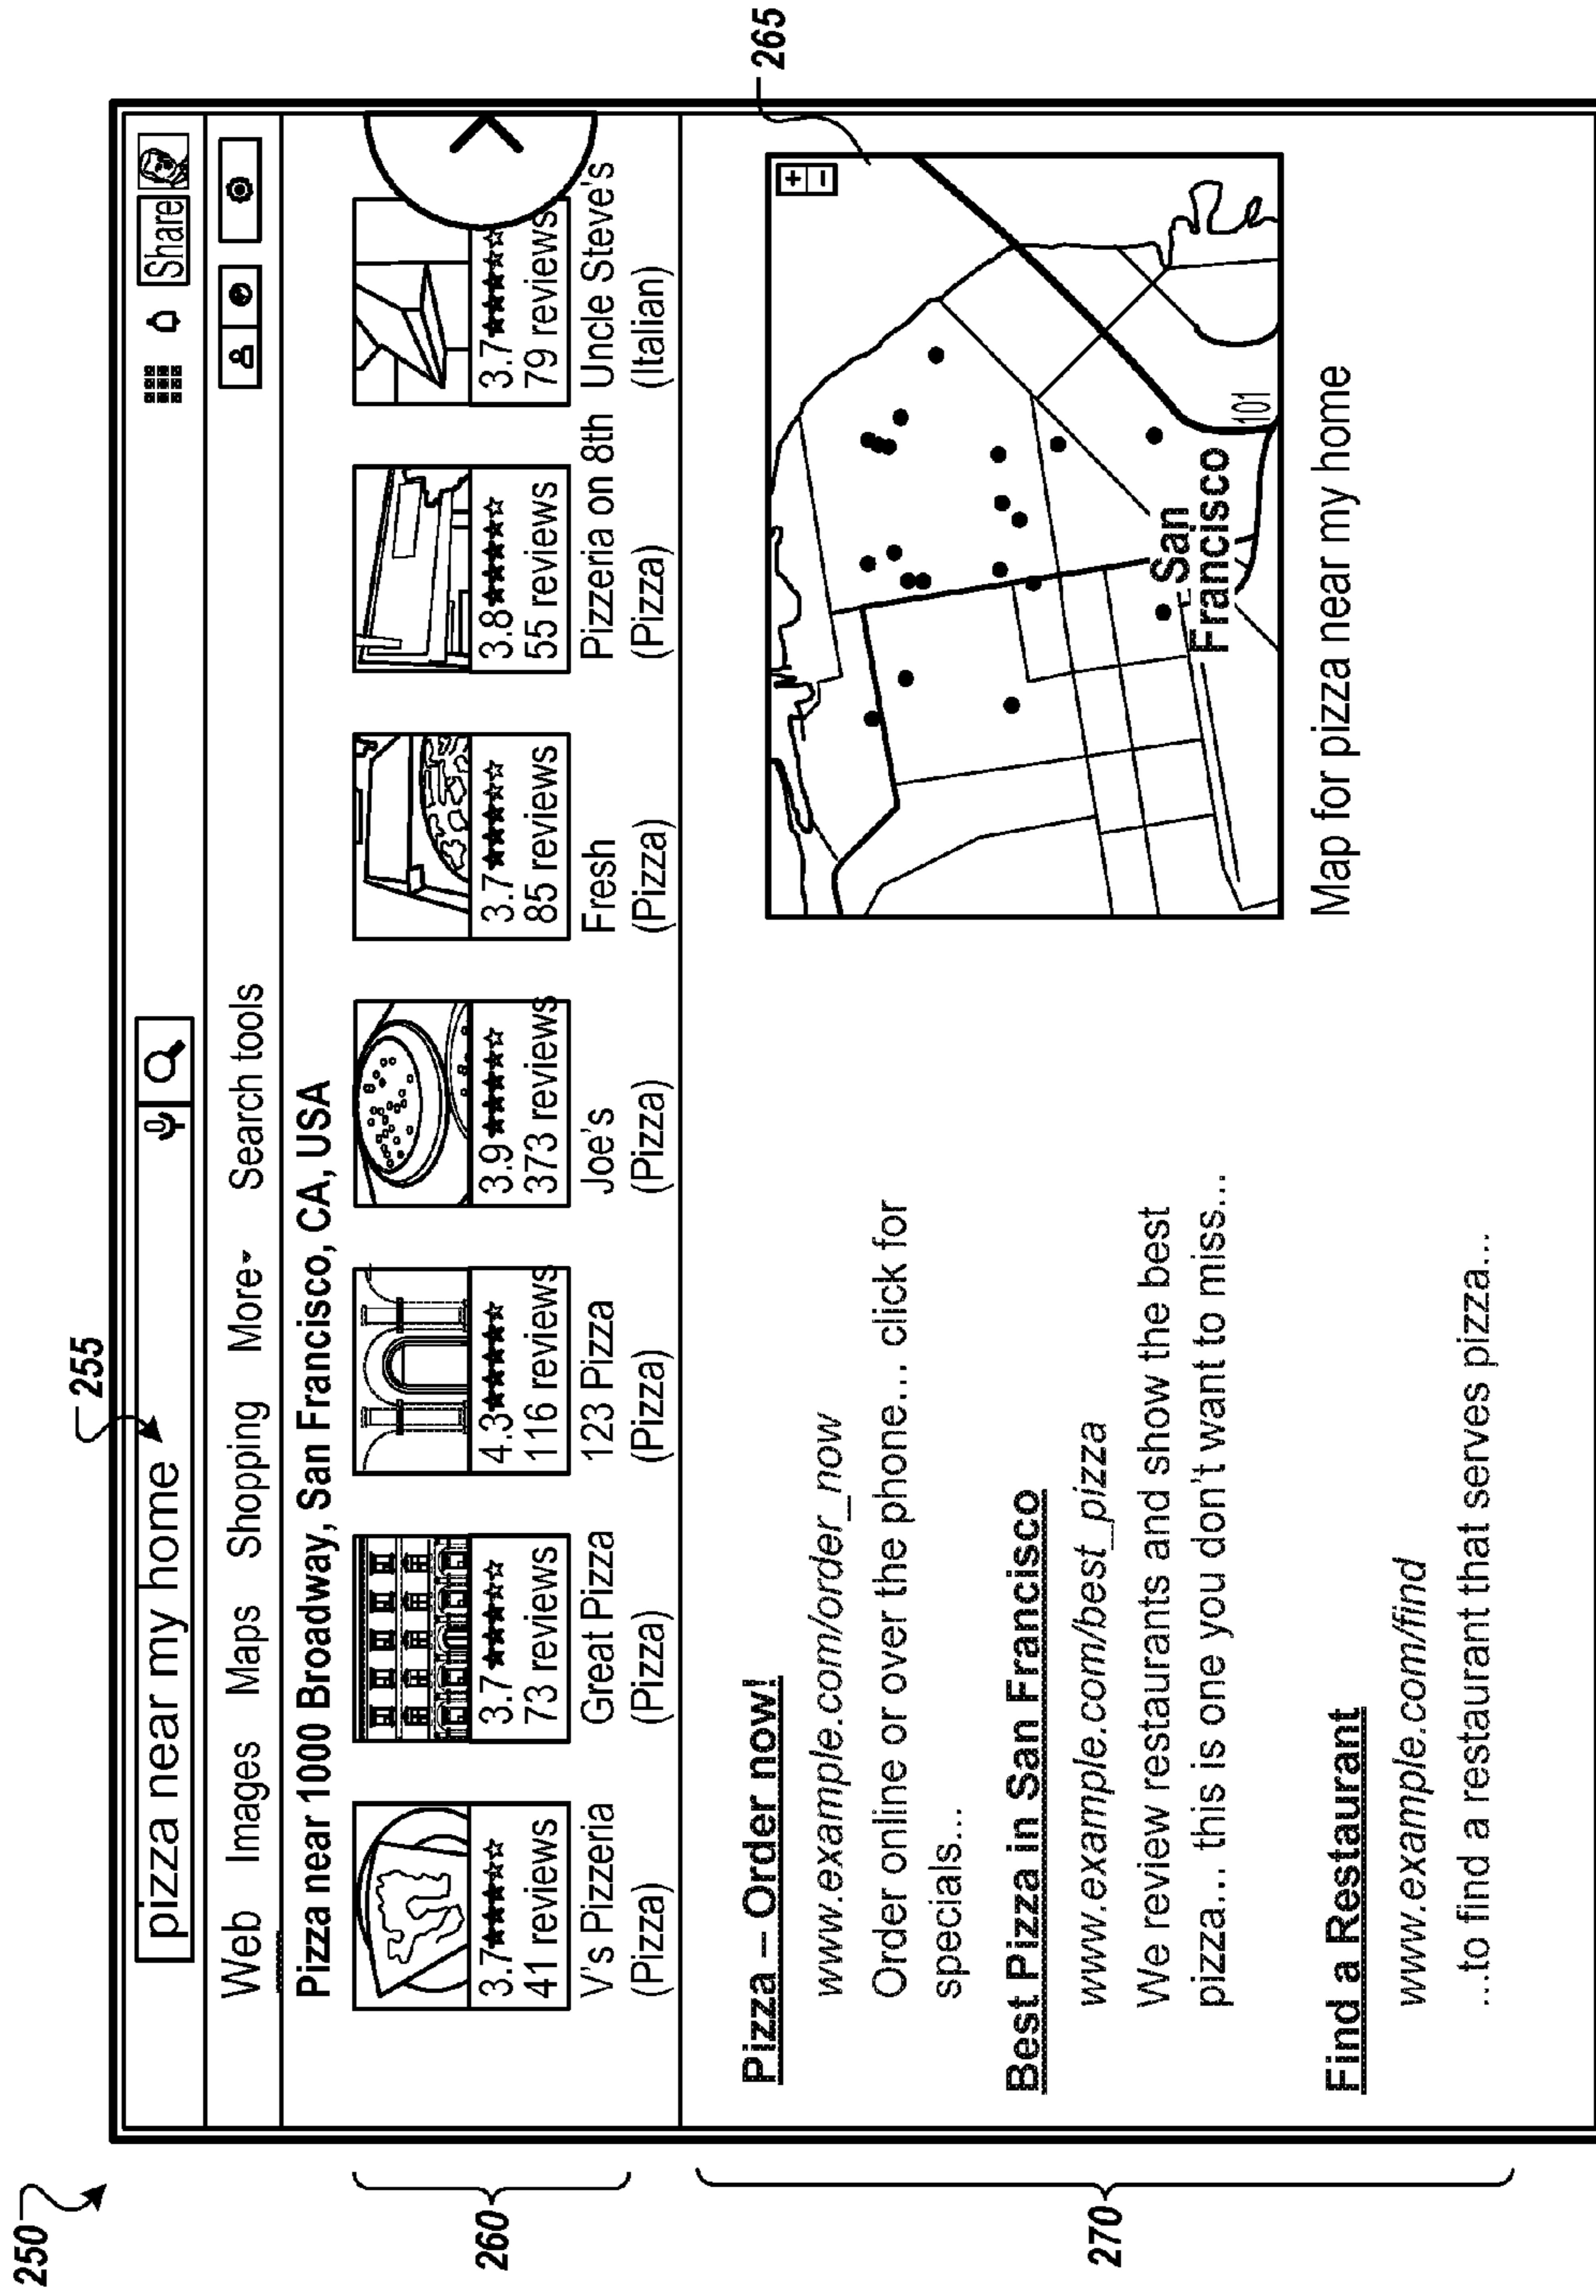 250
255
pizza near my home
Share
Web Images Maps Shopping More Search tools
Pizza near 1000 Broadway, San Francisco, CA, USA
260
3.7 ★★★☆☆
41 reviews
V's Pizzeria
(Pizza)
3.7 ★★★☆☆
73 reviews
Great Pizza
(Pizza)
4.3 ★★★★★
116 reviews
123 Pizza
(Pizza)
3.9 ★★★★☆
373 reviews
Joe's
(Pizza)
3.7 ★★★☆☆
85 reviews
Fresh
(Pizza)
3.8 ★★★★☆
55 reviews
Pizzeria on 8th
(Pizza)
3.7 ★★★★☆
79 reviews
Uncle Steve's
(Italian)
265
270
Pizza – Order now!
www.example.com/order_now
Order online or over the phone... click for
specials...
Best Pizza in San Francisco
www.example.com/best_pizza
We review restaurants and show the best
pizza... this is one you don't want to miss...
Find a Restaurant
www.example.com/find
...to find a restaurant that serves pizza...
+
−
San
Francisco
101
Map for pizza near my home